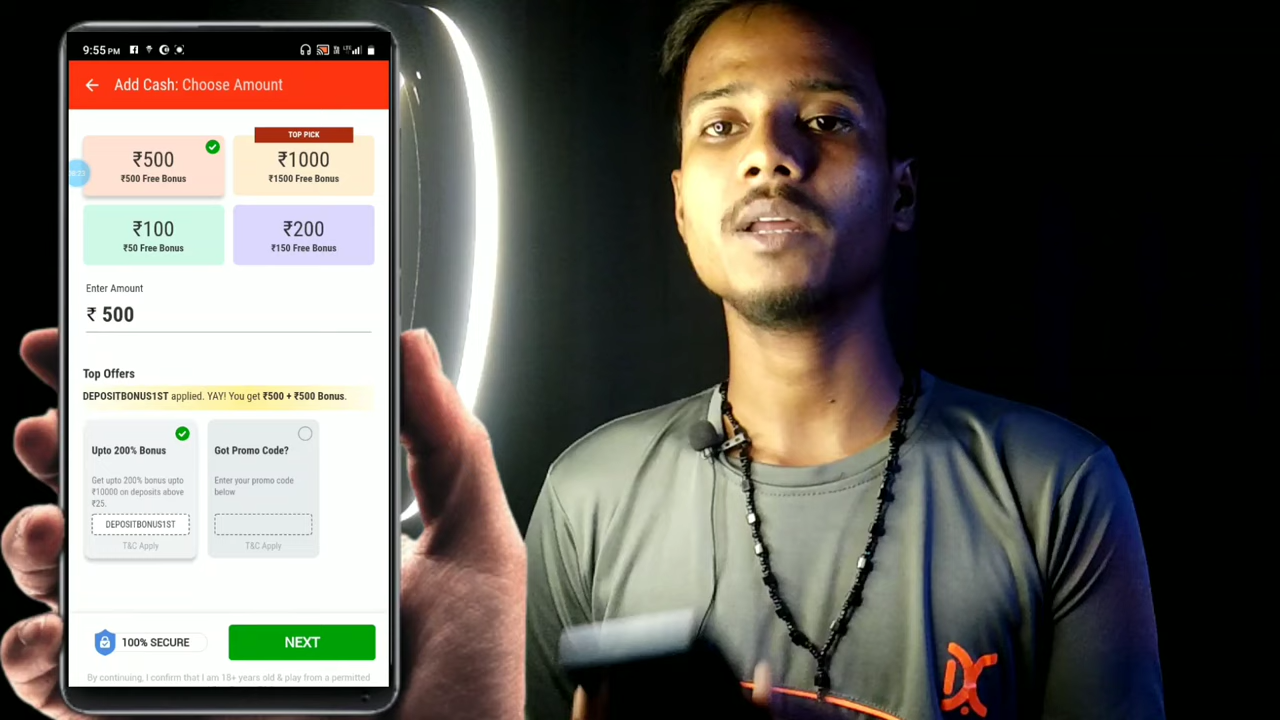 9:55 PM
Add Cash: Choose Amount
TOP PICK
₹500
₹500 Free Bonus
₹1000
₹1500 Free Bonus
₹100
₹50 Free Bonus
₹200
₹150 Free Bonus
Enter Amount
₹ 500
Top Offers
DEPOSITBONUS1ST applied. YAY! You get ₹500 + ₹500 Bonus.
Upto 200% Bonus
Get upto 200% bonus upto
₹10000 on deposits above
₹25.
DEPOSITBONUS1ST
T&C Apply
Got Promo Code?
Enter your promo code
below
T&C Apply
100% SECURE
NEXT
By continuing, I confirm that I am 18+ years old & play from a permitted